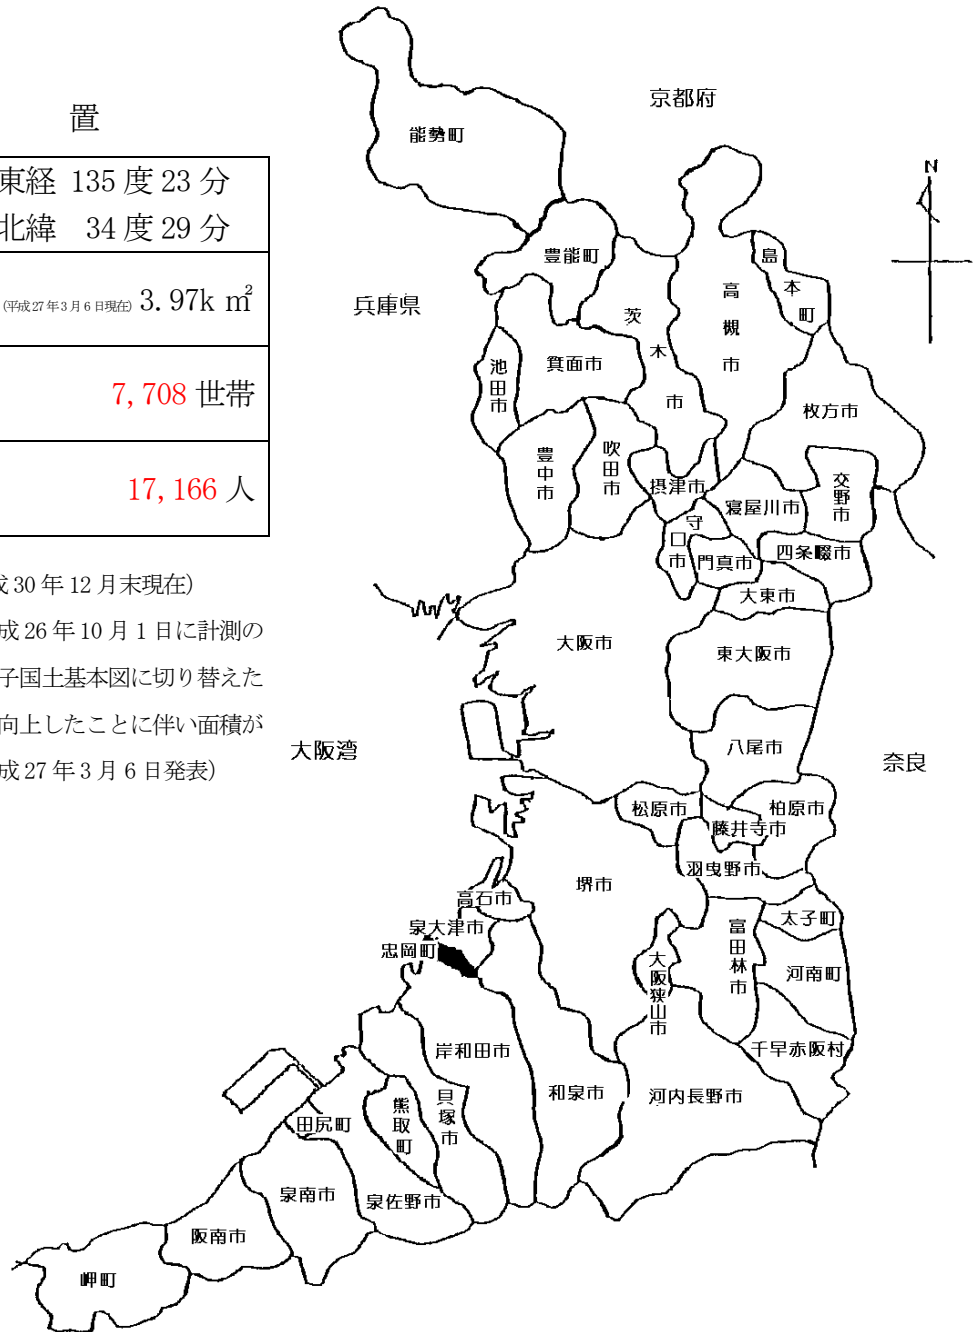 置
東経 135 度 23 分
北緯 34 度 29 分
(平成 27 年 3 月 6 日現在) 3.97k ㎡
7,708 世帯
17,166 人
成 30 年 12 月末現在)
成 26 年 10 月 1 日に計測の
子国土基本図に切り替えた
向上したことに伴い面積が
成 27 年 3 月 6 日発表)
京都府
N
能勢町
豊能町
島本町
兵庫県
茨木市
高槻市
池田市
箕面市
枚方市
豊中市
吹田市
摂津市
寝屋川市
交野市
守口市
門真市
四条畷市
大東市
大阪市
東大阪市
大阪湾
八尾市
奈良
松原市
柏原市
藤井寺市
羽曳野市
堺市
高石市
泉大津市
忠岡町
太子町
富田林市
大阪狭山市
河南町
岸和田市
千早赤阪村
和泉市
河内長野市
貝塚市
熊取町
田尻町
泉南市
泉佐野市
阪南市
岬町